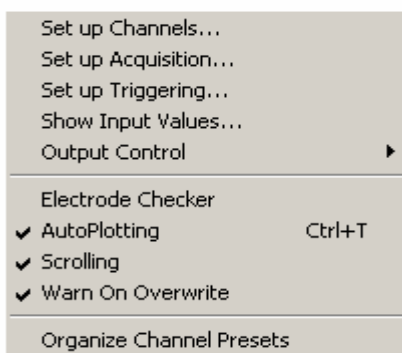 Set up Channels...
Set up Acquisition...
Set up Triggering...
Show Input Values...
Output Control
Electrode Checker
AutoPlotting Ctrl+T
Scrolling
Warn On Overwrite
Organize Channel Presets